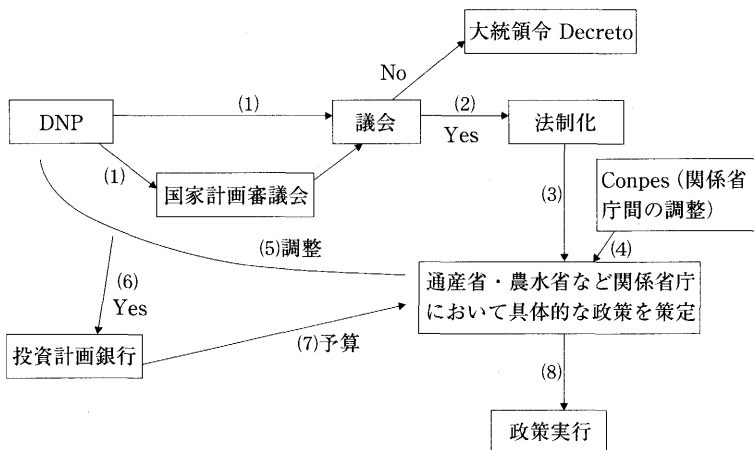 大統領令 Decreto
No
(1)
(2)
DNP
議会
Yes
法制化
(1)
国家計画審議会
(3)
Conpes (関係省
庁間の調整)
(4)
(5)調整
通産省・農水省など関係省庁
において具体的な政策を策定
(6)
Yes
投資計画銀行
(7)予算
(8)
政策実行